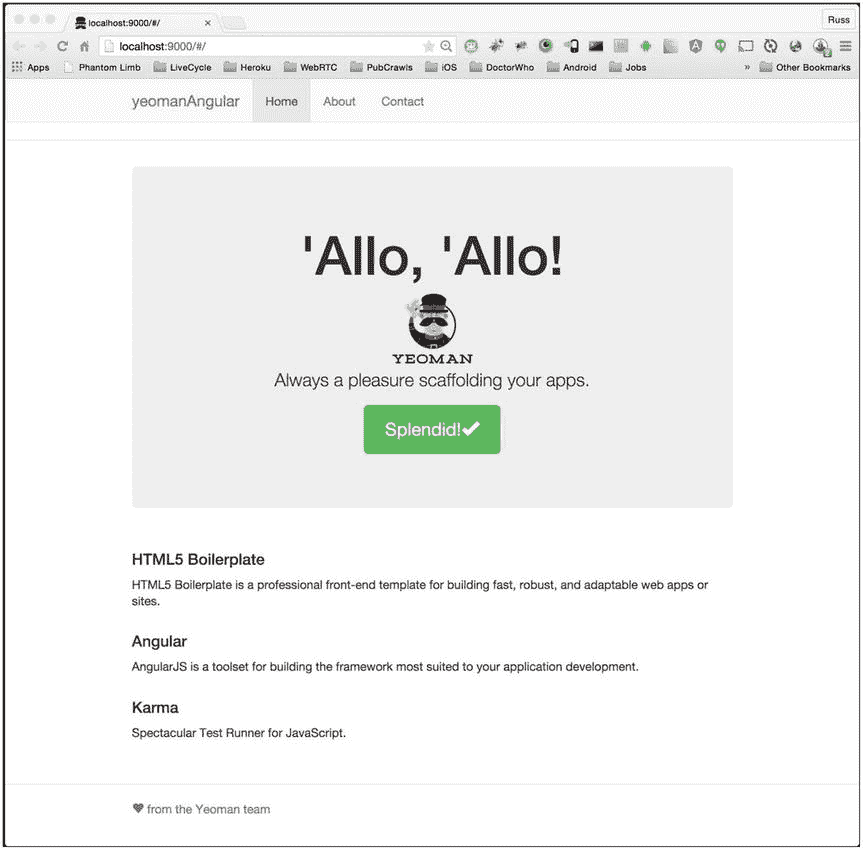 localhost:9000/#/
Russ
localhost:9000/#/
Apps Phantom Limb LiveCycle Heroku WebRTC PubCrawls iOS DoctorWho Android Jobs » Other Bookmarks
yeomanAngular Home About Contact
'Allo, 'Allo!
YEOMAN
Always a pleasure scaffolding your apps.
Splendid!
HTML5 Boilerplate
HTML5 Boilerplate is a professional front-end template for building fast, robust, and adaptable web apps or
sites.
Angular
AngularJS is a toolset for building the framework most suited to your application development.
Karma
Spectacular Test Runner for JavaScript.
from the Yeoman team